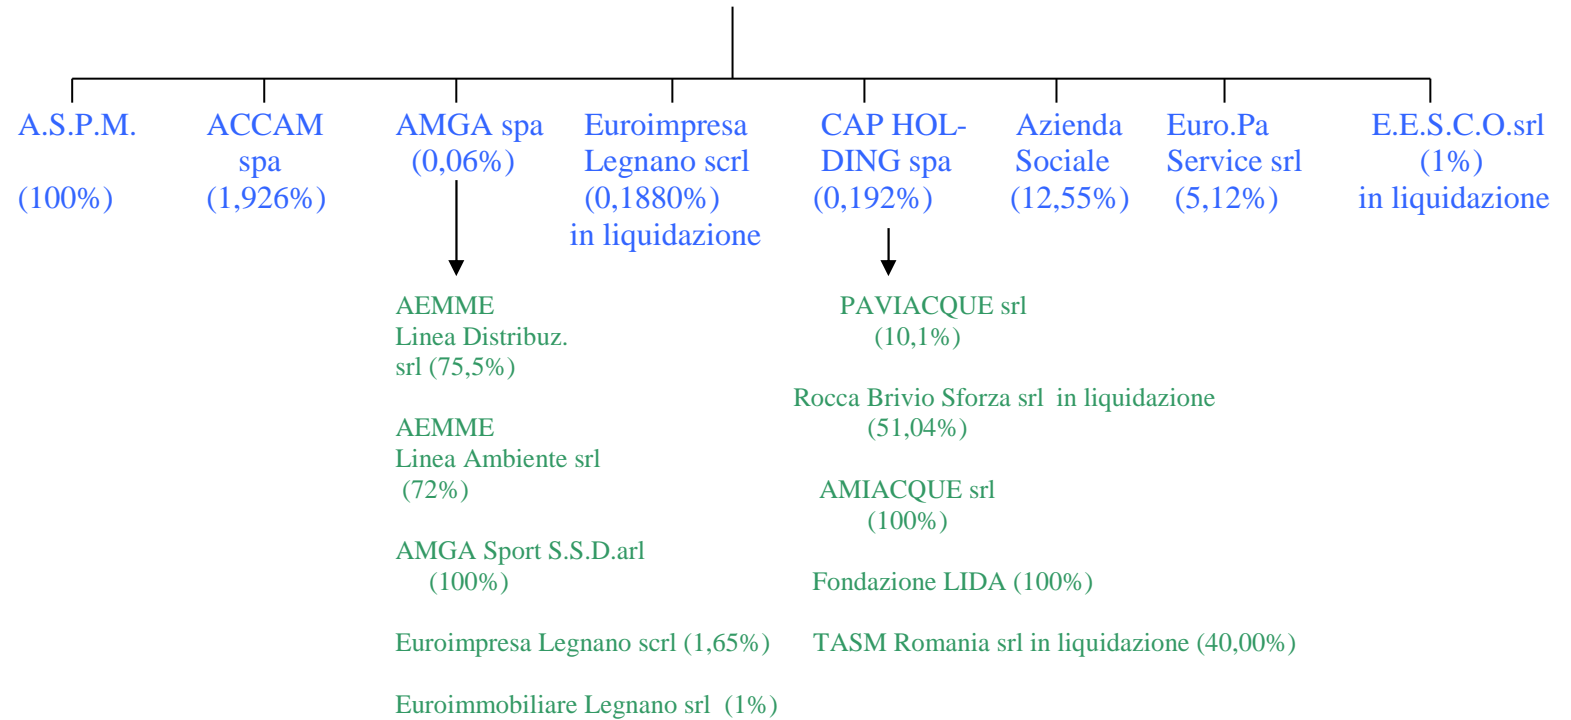 A.S.P.M.
(100%)
ACCAM
spa
(1,926%)
AMGA spa
(0,06%)
Euroimpresa
Legnano scrl
(0,1880%)
in liquidazione
CAP HOL-
DING spa
(0,192%)
Azienda
Sociale
(12,55%)
Euro.Pa
Service srl
(5,12%)
E.E.S.C.O.srl
(1%)
in liquidazione
AEMME
Linea Distribuz.
srl (75,5%)
AEMME
Linea Ambiente srl
(72%)
AMGA Sport S.S.D.arl
(100%)
Euroimpresa Legnano scrl (1,65%)
Euroimmobiliare Legnano srl (1%)
PAVIACQUE srl
(10,1%)
Rocca Brivio Sforza srl in liquidazione
(51,04%)
AMIACQUE srl
(100%)
Fondazione LIDA (100%)
TASM Romania srl in liquidazione (40,00%)